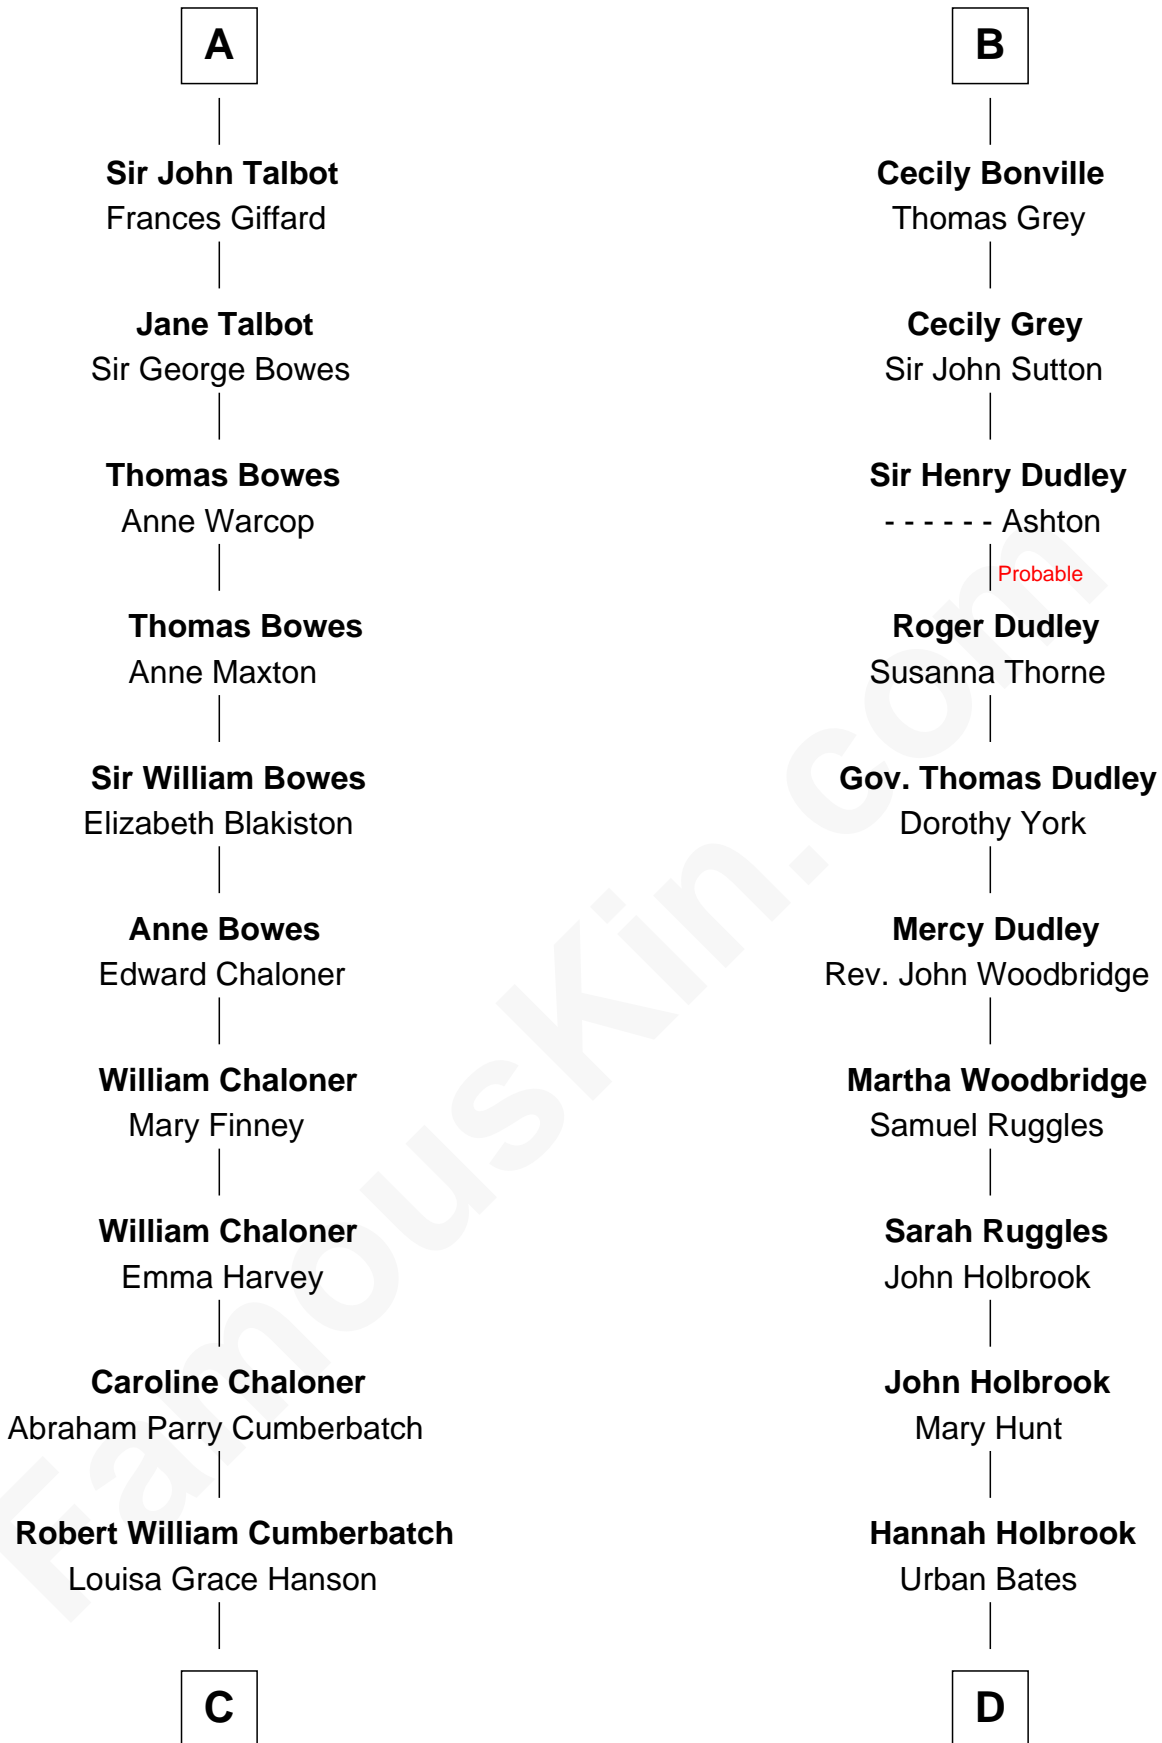 A
Sir John Talbot
Frances Giffard
Jane Talbot
Sir George Bowes
Thomas Bowes
Anne Warcop
Thomas Bowes
Anne Maxton
Sir William Bowes
Elizabeth Blakiston
Anne Bowes
Edward Chaloner
William Chaloner
Mary Finney
William Chaloner
Emma Harvey
Caroline Chaloner
Abraham Parry Cumberbatch
Robert William Cumberbatch
Louisa Grace Hanson
C
B
Cecily Bonville
Thomas Grey
Cecily Grey
Sir John Sutton
Sir Henry Dudley
- - - - - - Ashton
Probable
Roger Dudley
Susanna Thorne
Gov. Thomas Dudley
Dorothy York
Mercy Dudley
Rev. John Woodbridge
Martha Woodbridge
Samuel Ruggles
Sarah Ruggles
John Holbrook
John Holbrook
Mary Hunt
Hannah Holbrook
Urban Bates
D
FamousKin.com